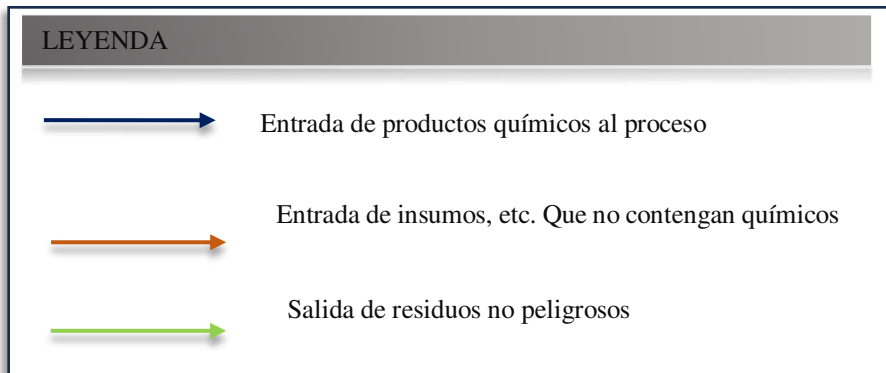 LEYENDA
Entrada de productos químicos al proceso
Entrada de insumos, etc. Que no contengan químicos
Salida de residuos no peligrosos